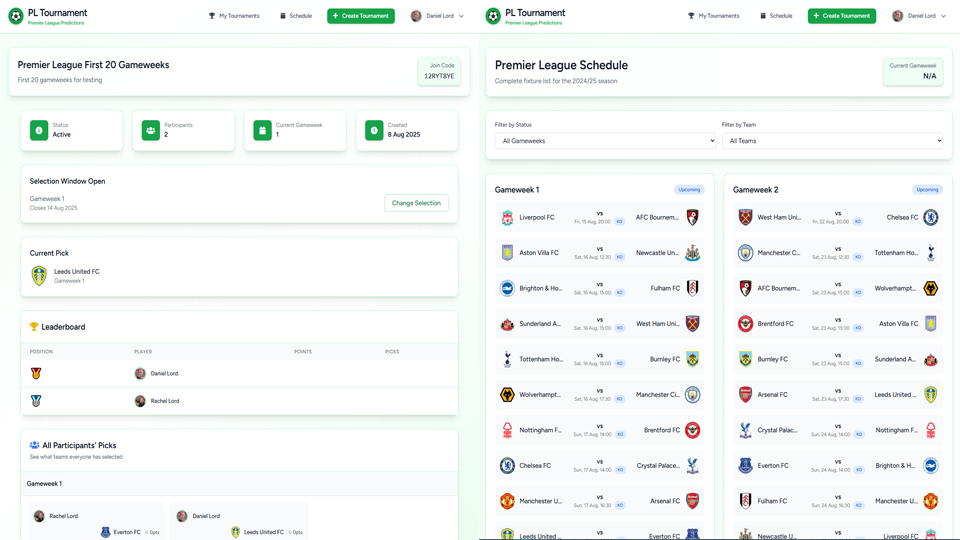 PL Tournament
Premier League Predictions
My Tournaments
Schedule
+ Create Tournament
Daniel Lord
Premier League First 20 Gameweeks
First 20 gameweeks for testing
Join Code
12RYT8YE
Status
Active
Participants
2
Current Gameweek
1
Created
8 Aug 2025
Selection Window Open
Gameweek 1
Closes 14 Aug 2025
Change Selection
Current Pick
Leeds United FC
Gameweek 1
Leaderboard
POSITION PLAYER POINTS PICKS
Daniel Lord
Rachel Lord
All Participants' Picks
See what teams everyone has selected
Gameweek 1
Rachel Lord
Everton FC 0pts
Daniel Lord
Leeds United FC 0pts
PL Tournament
Premier League Predictions
My Tournaments
Schedule
+ Create Tournament
Daniel Lord
Premier League Schedule
Complete fixture list for the 2024/25 season
Current Gameweek
N/A
Filter by Status
All Gameweeks
Filter by Team
All Teams
Gameweek 1
Upcoming
Liverpool FC VS AFC Bournem...
Fri, 15 Aug, 20:00 KO
Aston Villa FC VS Newcastle Un...
Sat, 16 Aug, 12:30 KO
Brighton & Ho... VS Fulham FC
Sat, 16 Aug, 15:00 KO
Sunderland A... VS West Ham Uni...
Sat, 16 Aug, 15:00 KO
Tottenham Ho... VS Burnley FC
Sat, 16 Aug, 15:00 KO
Wolverhampt... VS Manchester Ci...
Sat, 16 Aug, 17:30 KO
Nottingham F... VS Brentford FC
Sun, 17 Aug, 14:00 KO
Chelsea FC VS Crystal Palace...
Sun, 17 Aug, 14:00 KO
Manchester U... VS Arsenal FC
Sun, 17 Aug, 16:30 KO
Leeds United ... VS Everton FC
Gameweek 2
Upcoming
West Ham Uni... VS Chelsea FC
Fri, 22 Aug, 20:00 KO
Manchester C... VS Tottenham Ho...
Sat, 23 Aug, 12:30 KO
AFC Bournem... VS Wolverhampt...
Sat, 23 Aug, 15:00 KO
Brentford FC VS Aston Villa FC
Sat, 23 Aug, 15:00 KO
Burnley FC VS Sunderland A...
Sat, 23 Aug, 15:00 KO
Arsenal FC VS Leeds United ...
Sat, 23 Aug, 17:30 KO
Crystal Palac... VS Nottingham F...
Sun, 24 Aug, 14:00 KO
Everton FC VS Brighton & H...
Sun, 24 Aug, 14:00 KO
Fulham FC VS Manchester U...
Sun, 24 Aug, 16:30 KO
Newcastle U... VS Liverpool FC